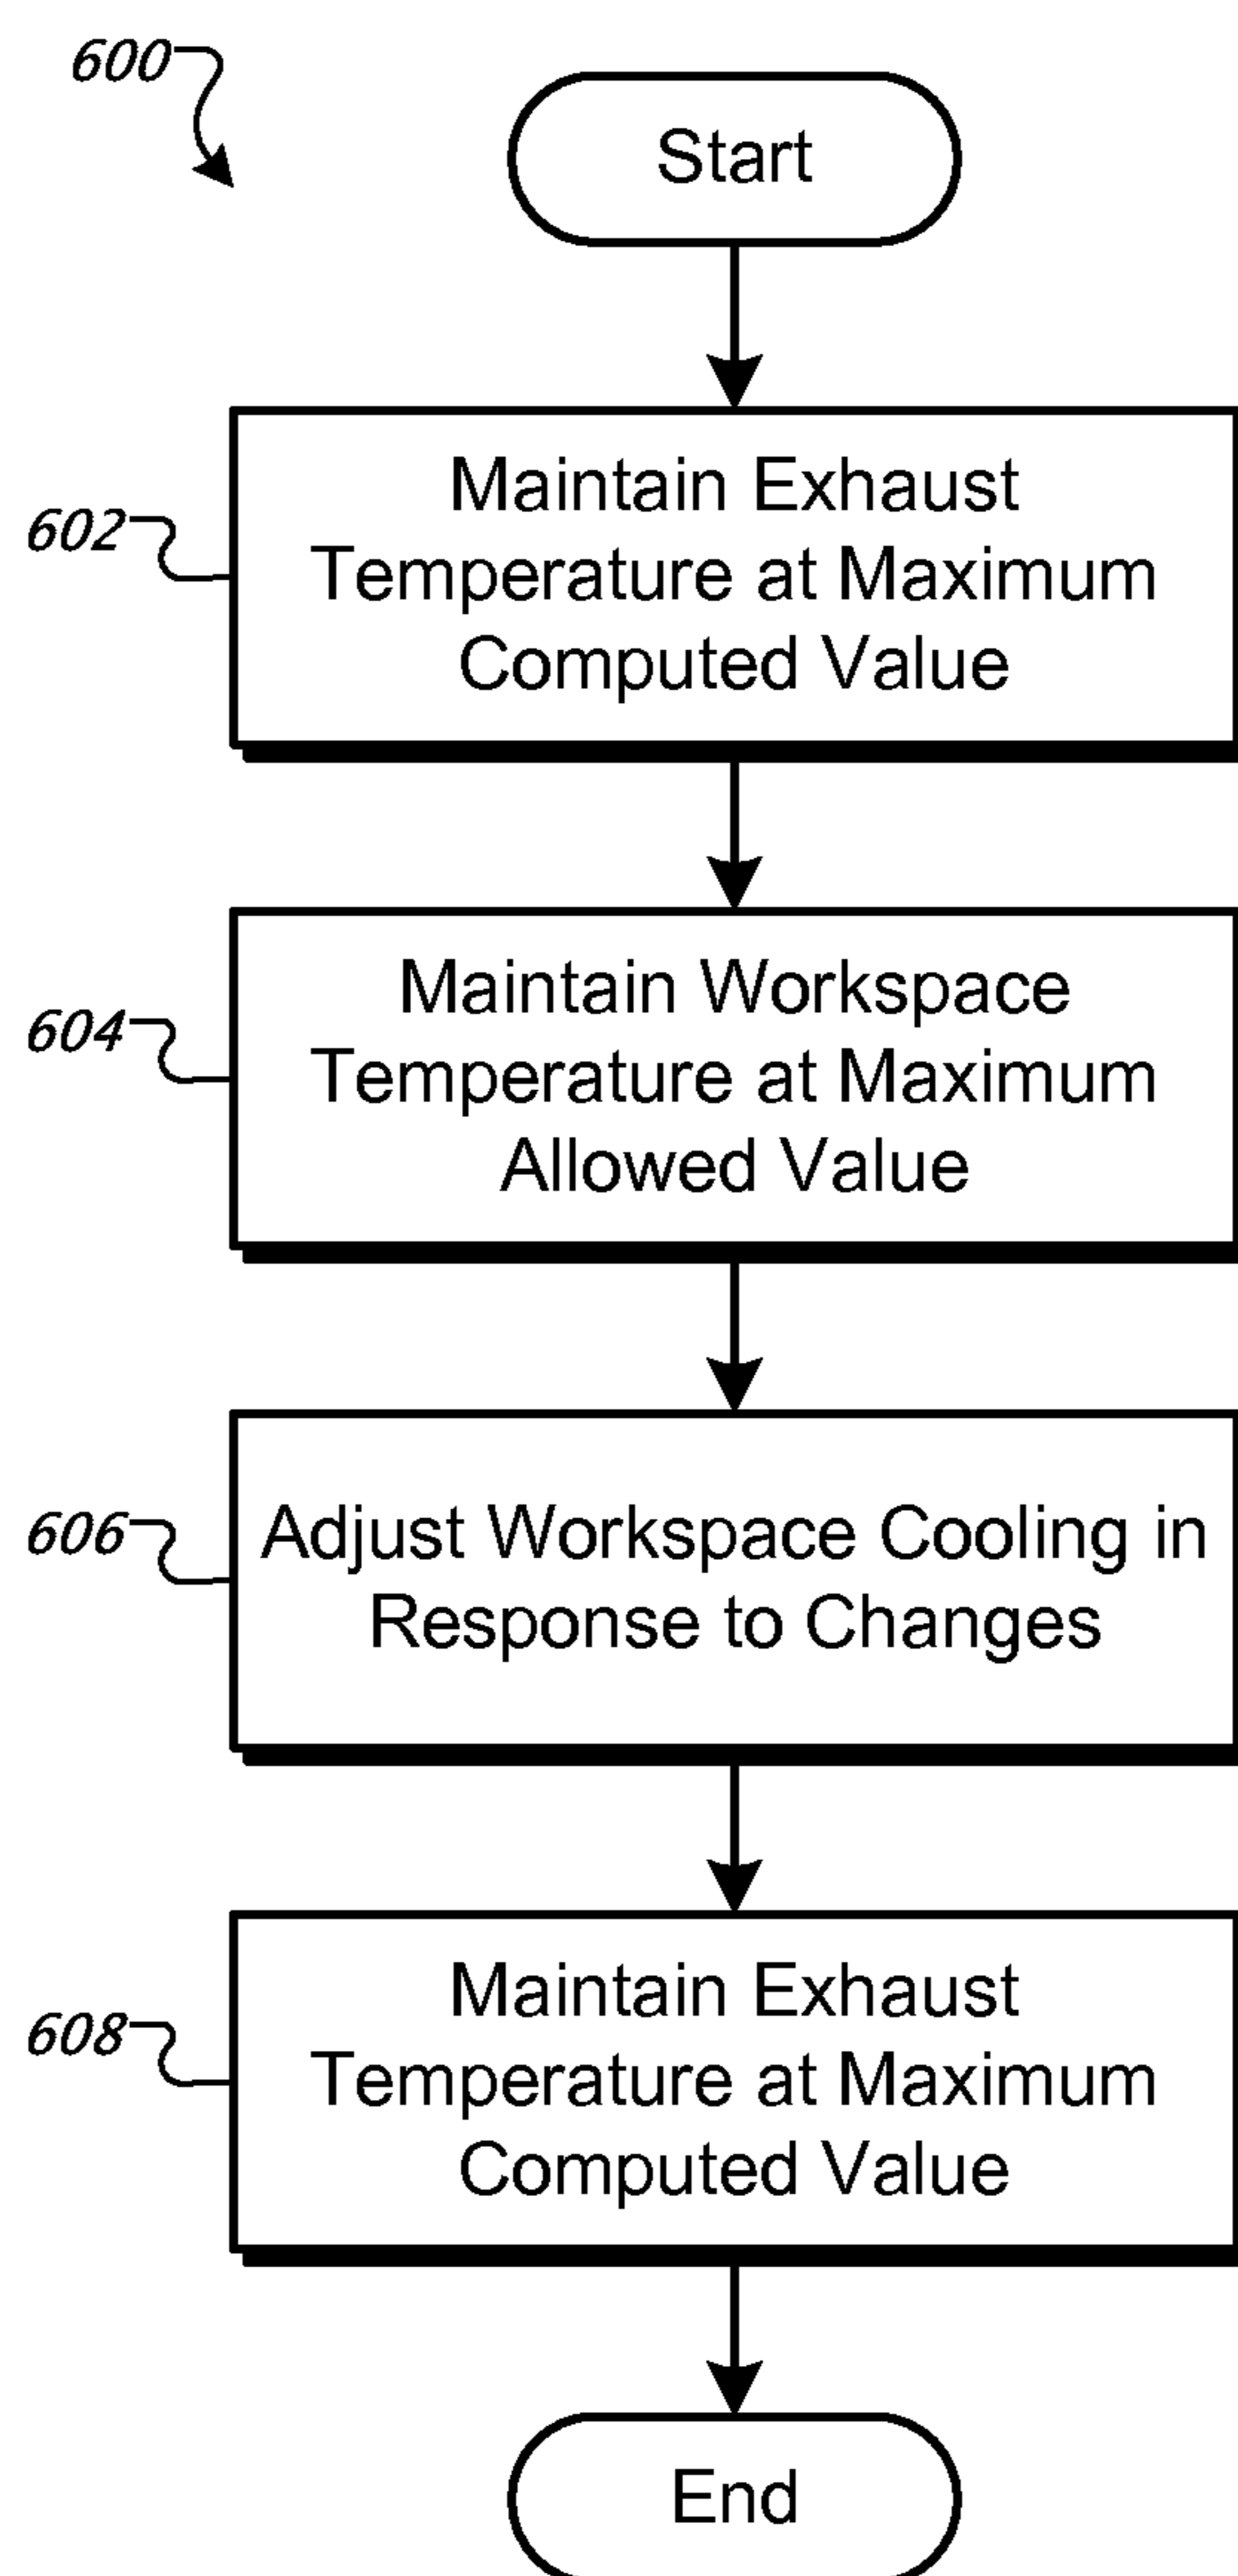 600
Start
602
Maintain Exhaust
Temperature at Maximum
Computed Value
604
Maintain Workspace
Temperature at Maximum
Allowed Value
606
Adjust Workspace Cooling in
Response to Changes
608
Maintain Exhaust
Temperature at Maximum
Computed Value
End